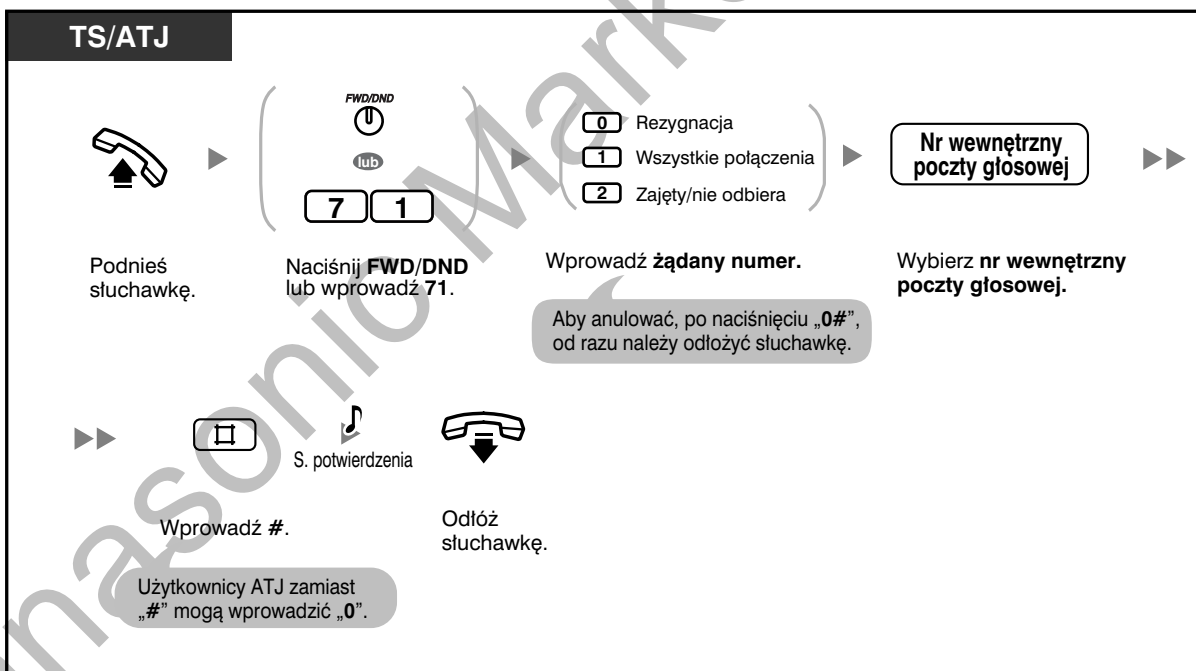 TS/ATJ
FWD/DND
lub
7 1
0 Rezygnacja
1 Wszystkie połączenia
2 Zajęty/nie odbiera
Nr wewnętrzny
poczty głosowej
Podnieś
słuchawkę.
Naciśnij FWD/DND
lub wprowadź 71.
Wprowadź żądany numer.
Aby anulować, po naciśnięciu „0#”,
od razu należy odłożyć słuchawkę.
Wybierz nr wewnętrzny
poczty głosowej.
#
S. potwierdzenia
Wprowadź #.
Użytkownicy ATJ zamiast
„#” mogą wprowadzić „0”.
Odłóż
słuchawkę.
nasonic Mark